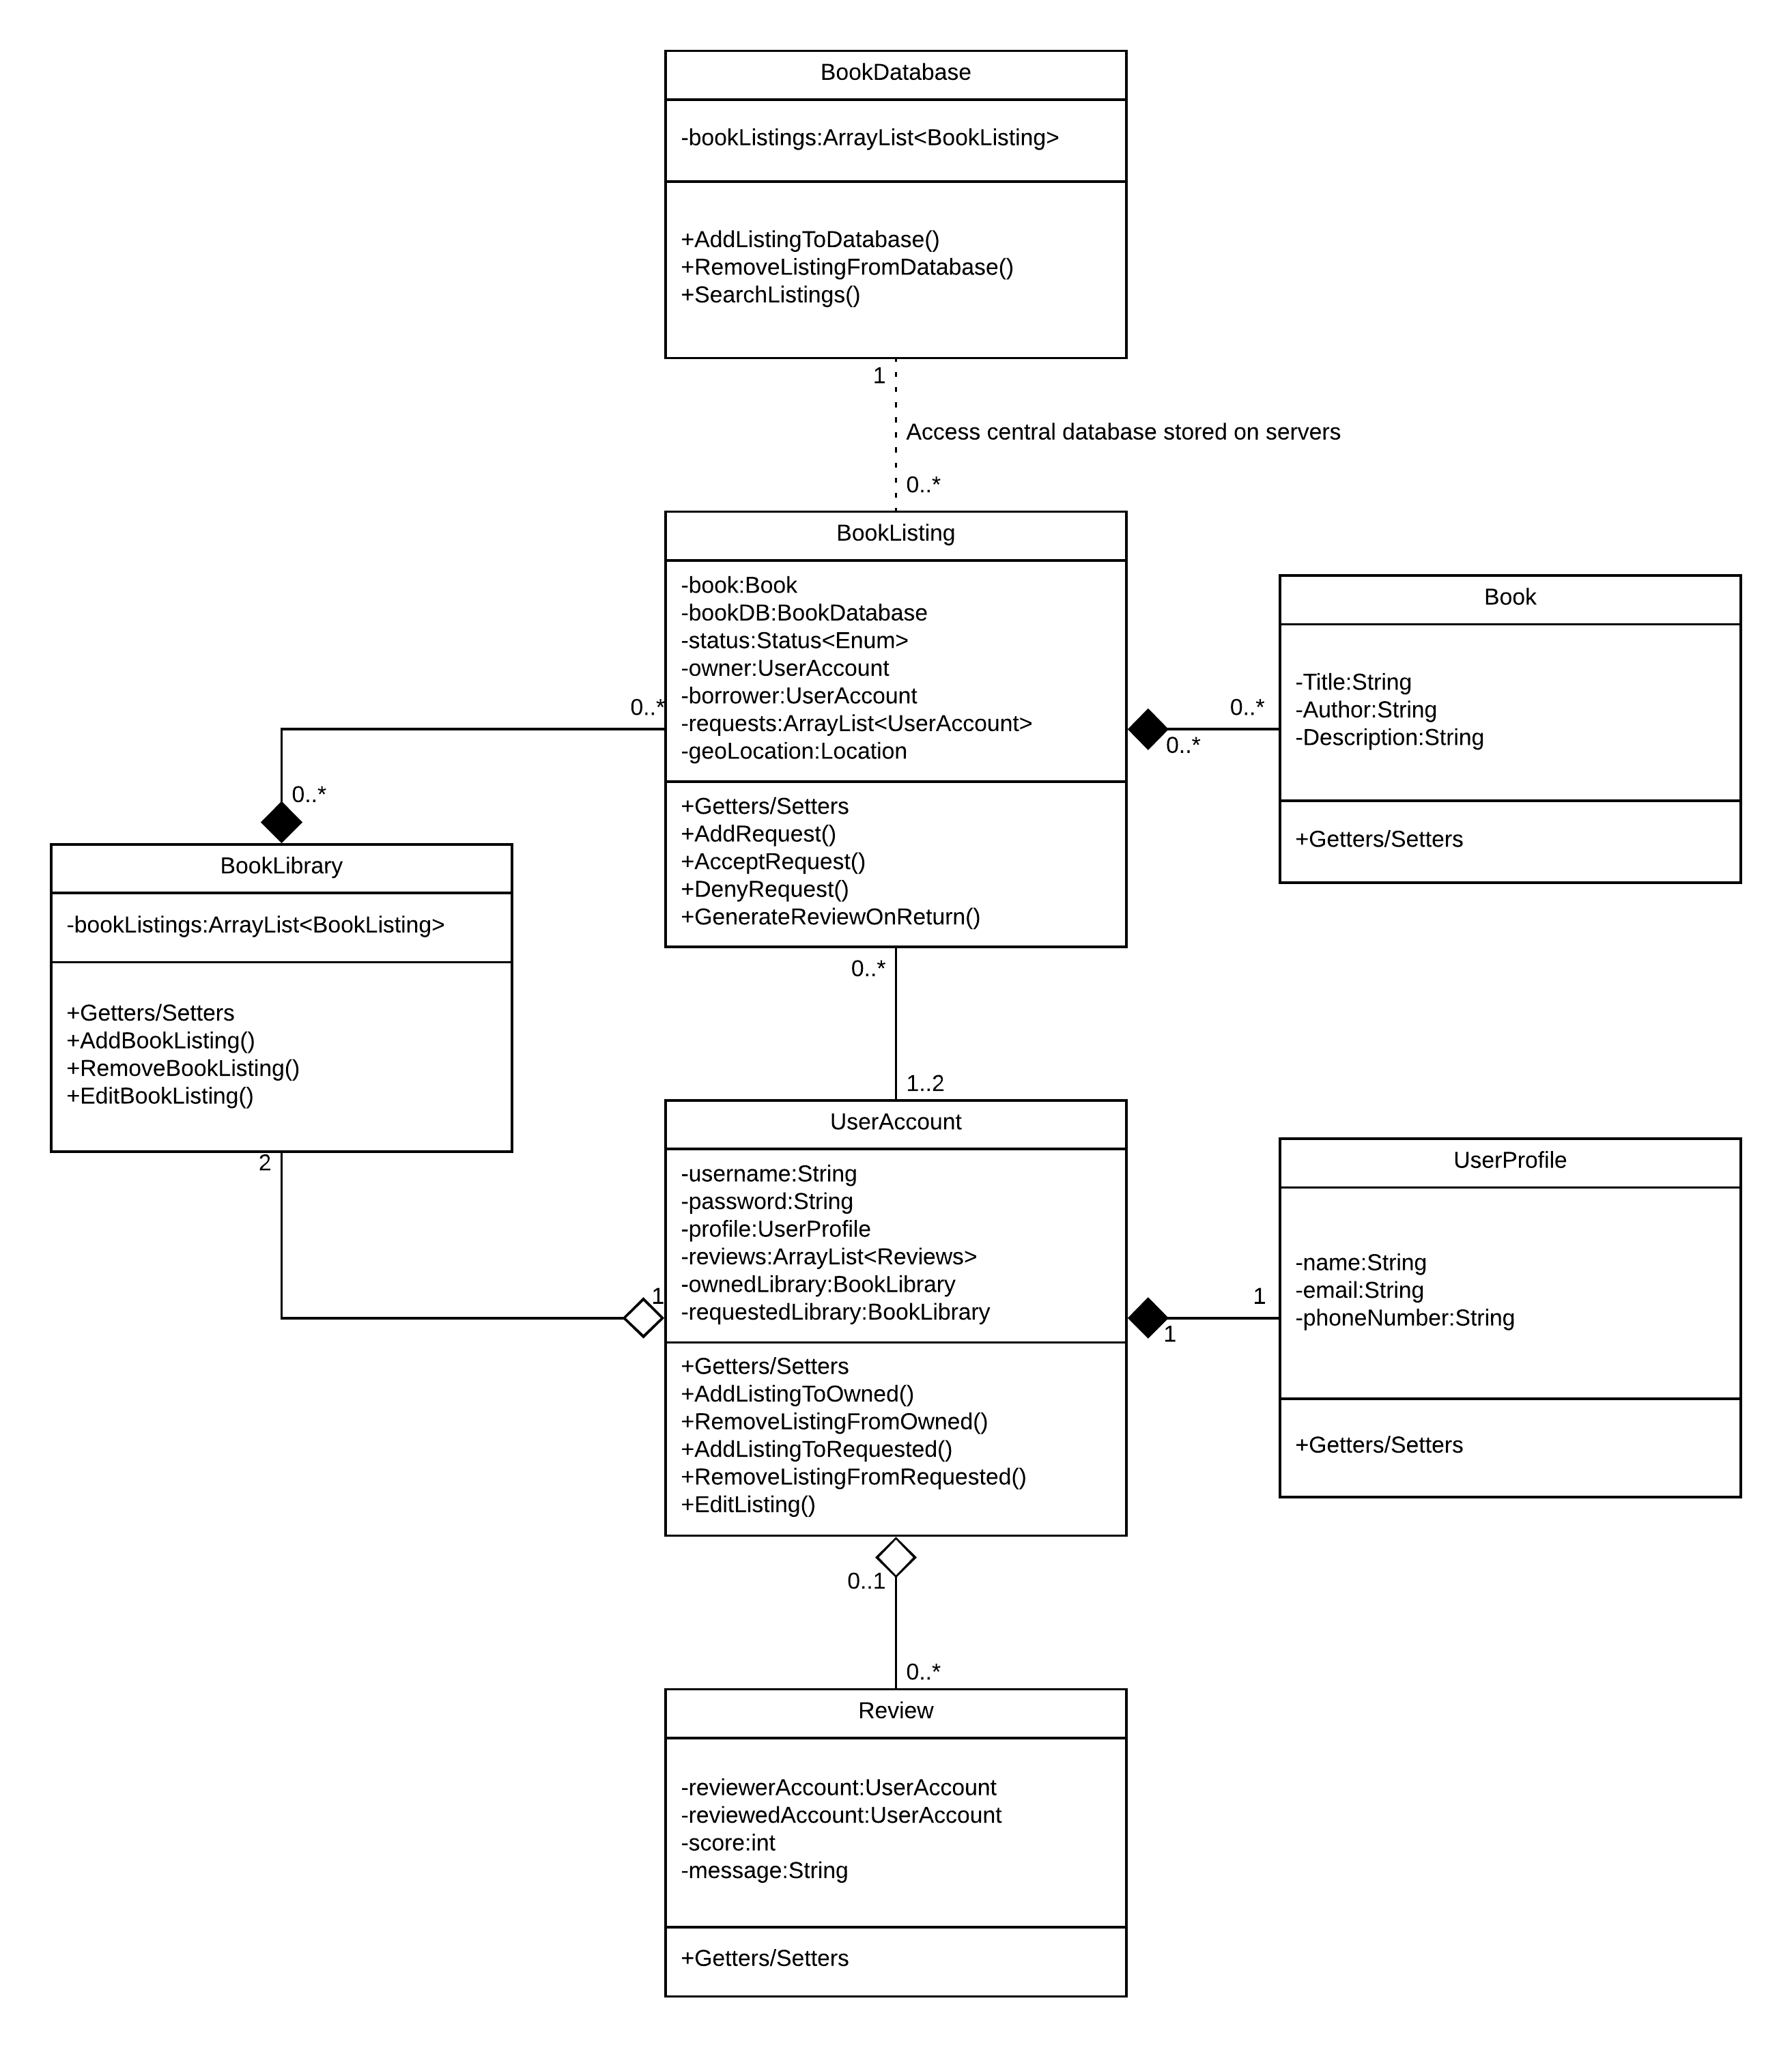 BookDatabase
-bookListings:ArrayList<BookListing>
+AddListingToDatabase()
+RemoveListingFromDatabase()
+SearchListings()
1
Access central database stored on servers
0..*
BookListing
-book:Book
-bookDB:BookDatabase
-status:Status<Enum>
-owner:UserAccount
-borrower:UserAccount
-requests:ArrayList<UserAccount>
-geoLocation:Location
+Getters/Setters
+AddRequest()
+AcceptRequest()
+DenyRequest()
+GenerateReviewOnReturn()
Book
-Title:String
-Author:String
-Description:String
+Getters/Setters
0..*
0..*
0..*
0..*
BookLibrary
-bookListings:ArrayList<BookListing>
+Getters/Setters
+AddBookListing()
+RemoveBookListing()
+EditBookListing()
2
0..*
1..2
UserAccount
-username:String
-password:String
-profile:UserProfile
-reviews:ArrayList<Reviews>
-ownedLibrary:BookLibrary
-requestedLibrary:BookLibrary
+Getters/Setters
+AddListingToOwned()
+RemoveListingFromOwned()
+AddListingToRequested()
+RemoveListingFromRequested()
+EditListing()
1
1
1
UserProfile
-name:String
-email:String
-phoneNumber:String
+Getters/Setters
0..1
0..*
Review
-reviewerAccount:UserAccount
-reviewedAccount:UserAccount
-score:int
-message:String
+Getters/Setters